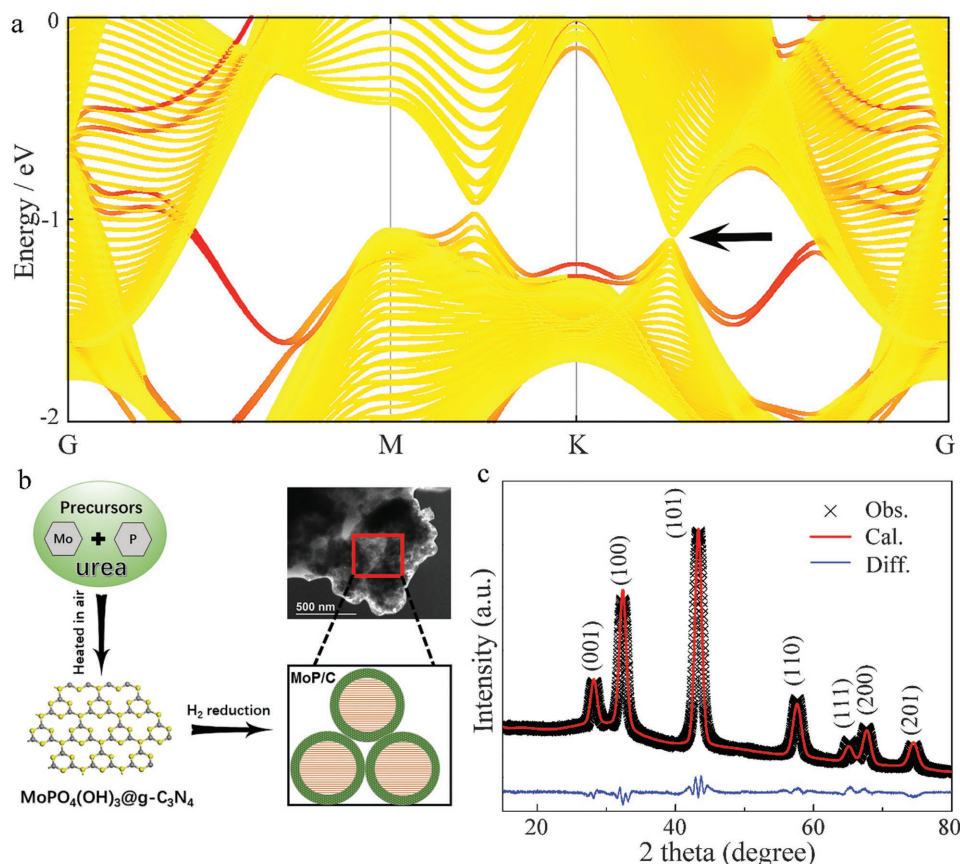 a
0
Energy / eV
-1
-2
G
M
K
G
b
Precursors
Mo + P
urea
Heated in air
MoPO₄(OH)₃@g-C₃N₄
H₂ reduction
500 nm
MoP/C
c
Intensity (a.u.)
(001)
(100)
(101)
(110)
(111)
(200)
(201)
× Obs.
Cal.
Diff.
20
40
60
80
2 theta (degree)